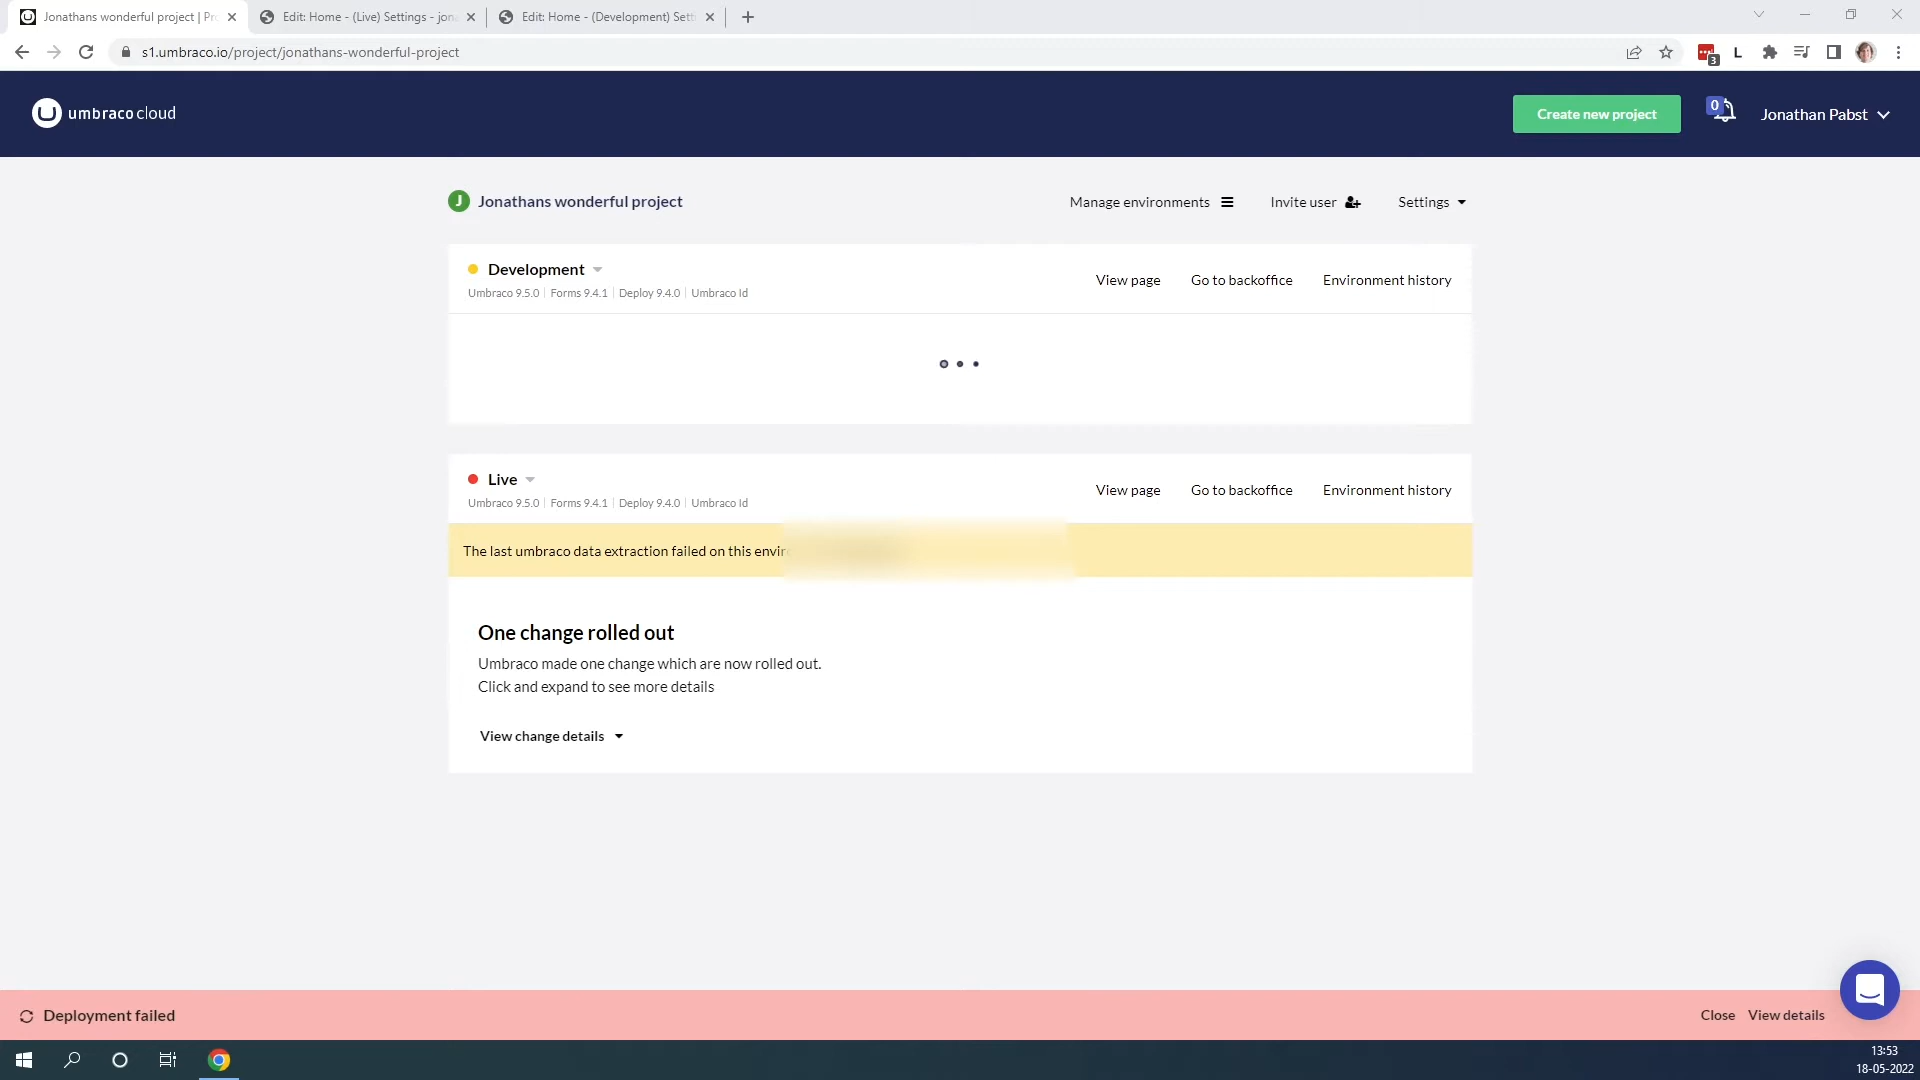 Jonathans wonderful project | Pro
Edit: Home - (Live) Settings - jona
Edit: Home - (Development) Setti
s1.umbraco.io/project/jonathans-wonderful-project
3
L
umbraco cloud
Create new project
0
Jonathan Pabst
J
Jonathans wonderful project
Manage environments
Invite user
Settings
Development
View page
Go to backoffice
Environment history
Umbraco 9.5.0
Forms 9.4.1
Deploy 9.4.0
Umbraco Id
Live
View page
Go to backoffice
Environment history
Umbraco 9.5.0
Forms 9.4.1
Deploy 9.4.0
Umbraco Id
The last umbraco data extraction failed on this envir
One change rolled out
Umbraco made one change which are now rolled out.
Click and expand to see more details
View change details
Deployment failed
Close
View details
13:53
18-05-2022